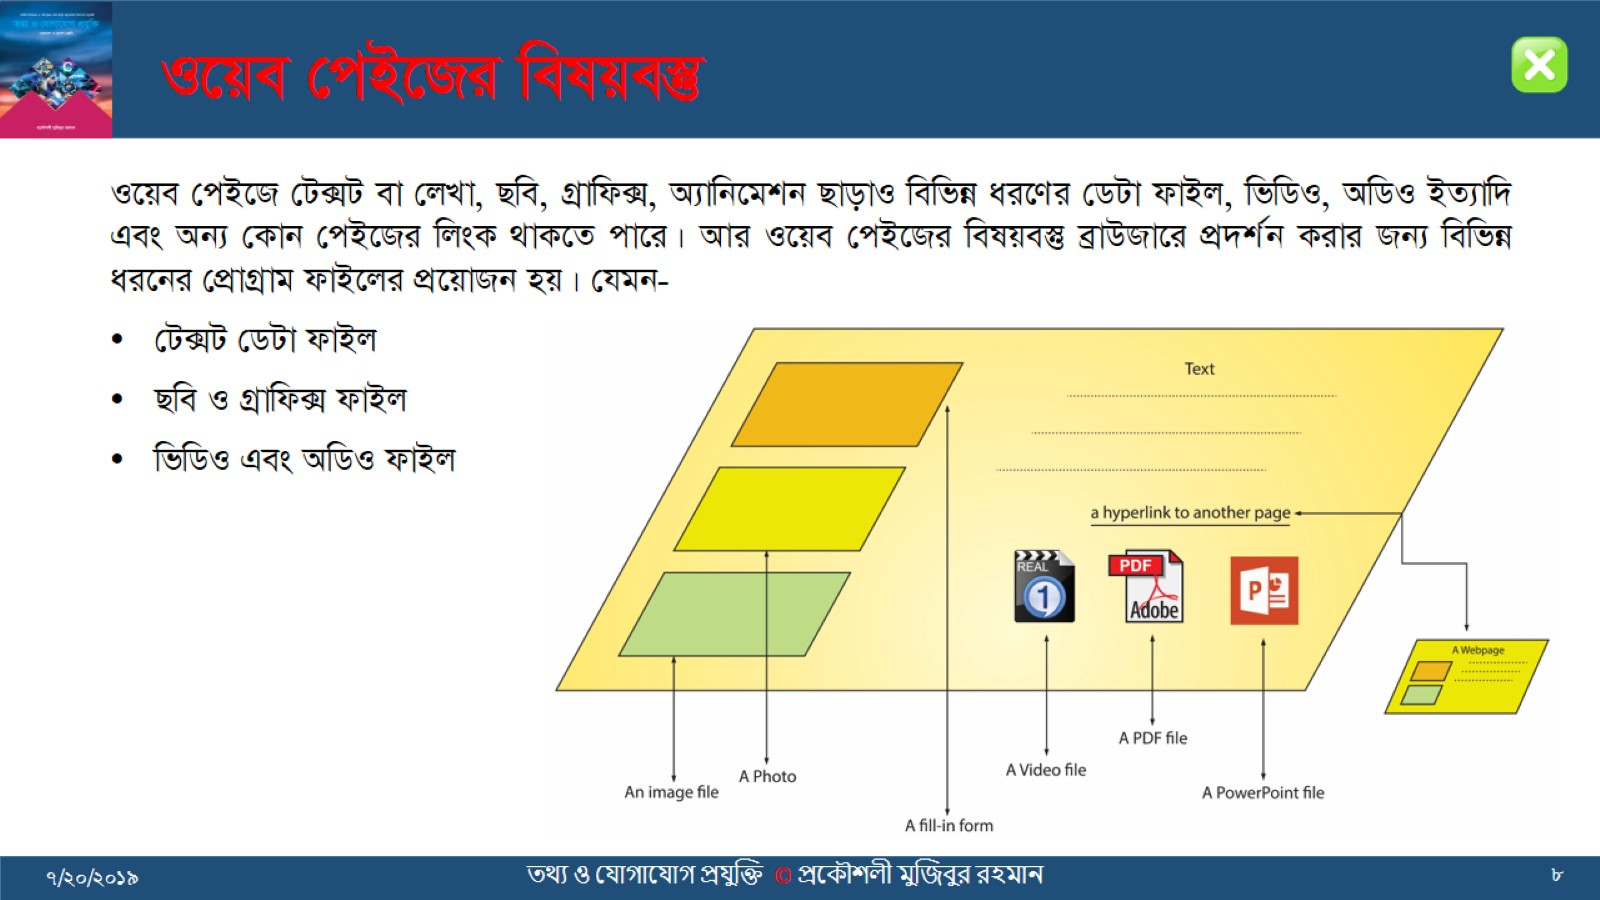 তথ্য ও যোগাযোগ প্রযুক্তি
ওয়েব পেইজের বিষয়বস্তু
ওয়েব পেইজে টেক্সট বা লেখা, ছবি, গ্রাফিক্স, অ্যানিমেশন ছাড়াও বিভিন্ন ধরণের ডেটা ফাইল, ভিডিও, অডিও ইত্যাদি
এবং অন্য কোন পেইজের লিংক থাকতে পারে। আর ওয়েব পেইজের বিষয়বস্তু ব্রাউজারে প্রদর্শন করার জন্য বিভিন্ন
ধরনের প্রোগ্রাম ফাইলের প্রয়োজন হয়। যেমন-
• টেক্সট ডেটা ফাইল
• ছবি ও গ্রাফিক্স ফাইল
• ভিডিও এবং অডিও ফাইল
Text
a hyperlink to another page
REAL
1
PDF
Adobe
P
A Webpage
A PDF file
A Video file
A Photo
An image file
A PowerPoint file
A fill-in form
৭/২০/২০১৯
তথ্য ও যোগাযোগ প্রযুক্তি © প্রকৌশলী মুজিবুর রহমান
৮